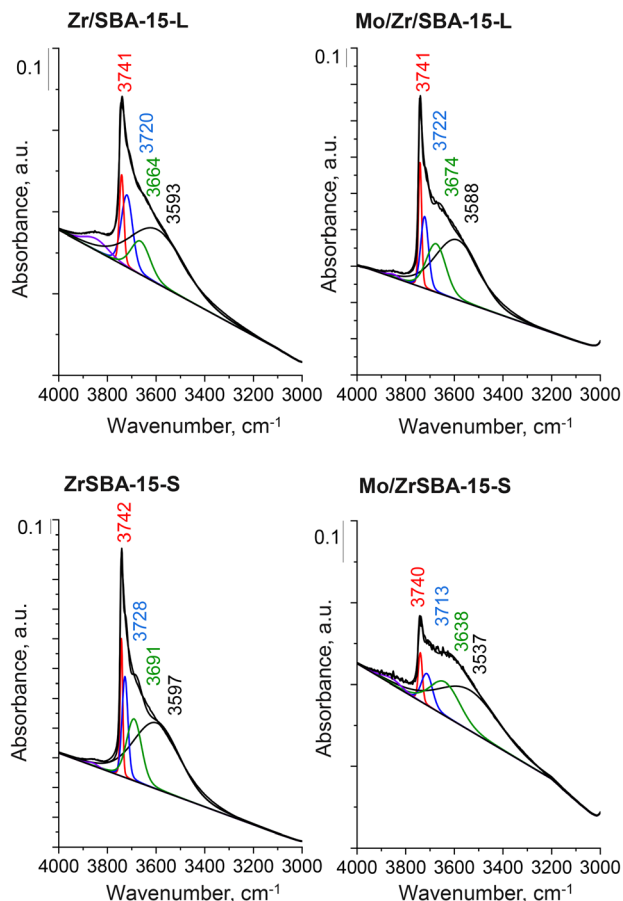 Zr/SBA-15-L
0.1
3741
3720
3664
3593
Absorbance, a.u.
4000 3800 3600 3400 3200 3000
Wavenumber, cm⁻¹
Mo/Zr/SBA-15-L
0.1
3741
3722
3674
3588
Absorbance, a.u.
4000 3800 3600 3400 3200 3000
Wavenumber, cm⁻¹
ZrSBA-15-S
0.1
3742
3728
3691
3597
Absorbance, a.u.
4000 3800 3600 3400 3200 3000
Wavenumber, cm⁻¹
Mo/ZrSBA-15-S
0.1
3740
3713
3638
3537
Absorbance, a.u.
4000 3800 3600 3400 3200 3000
Wavenumber, cm⁻¹